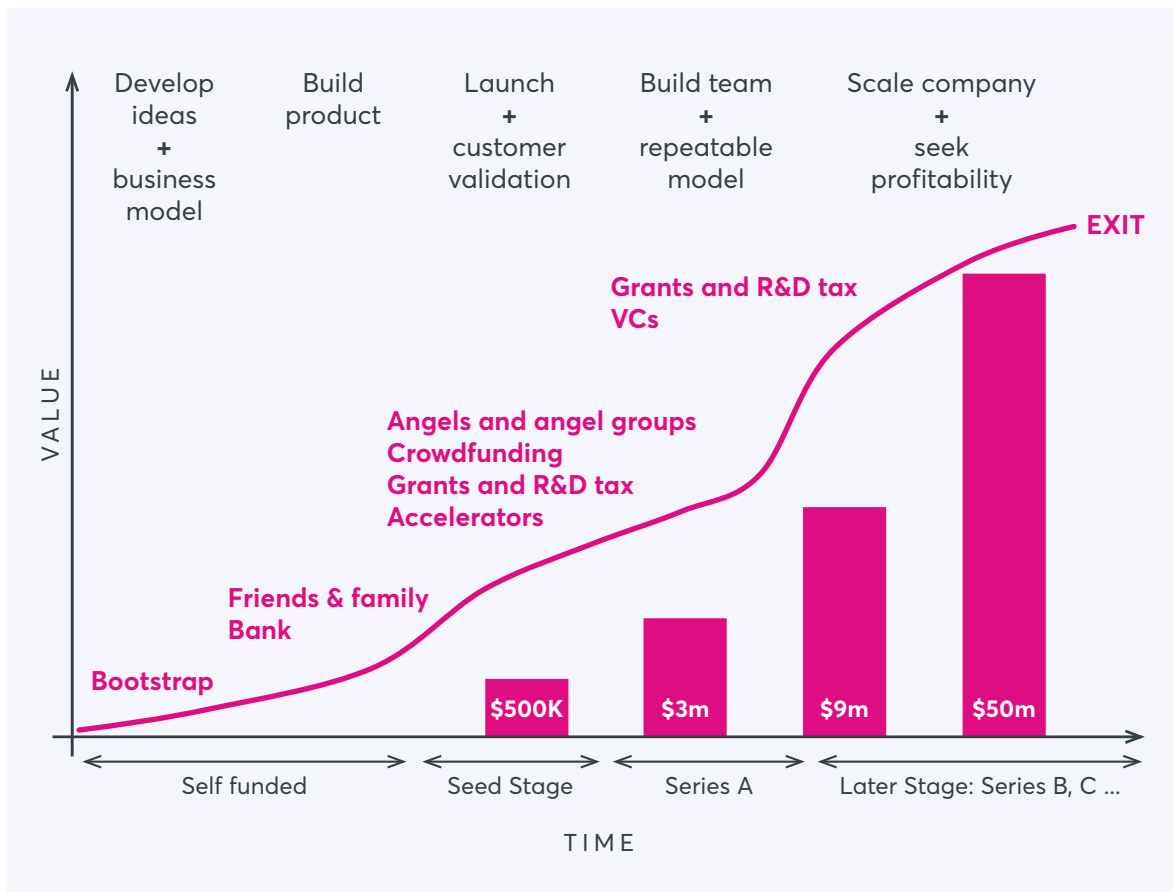 Develop
ideas
+
business
model
Build
product
Launch
+
customer
validation
Build team
+
repeatable
model
Scale company
+
seek
profitability
EXIT
Grants and R&D tax
VCs
Angels and angel groups
Crowdfunding
Grants and R&D tax
Accelerators
Friends & family
Bank
Bootstrap
VALUE
$500K
$3m
$9m
$50m
Self funded
Seed Stage
Series A
Later Stage: Series B, C ...
TIME